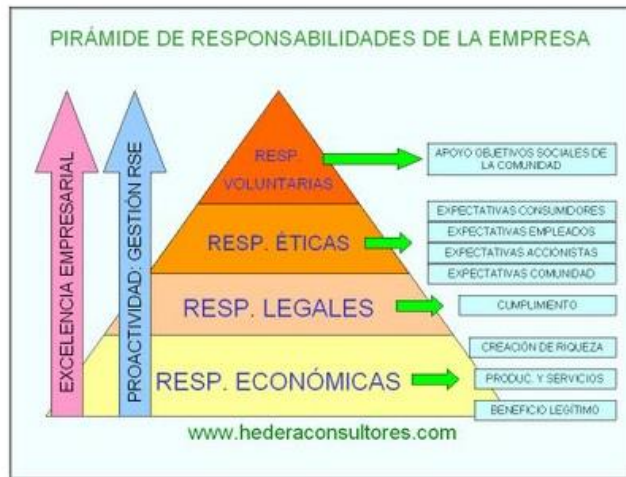 PIRÁMIDE DE RESPONSABILIDADES DE LA EMPRESA
EXCELENCIA EMPRESARIAL
PROACTIVIDAD: GESTIÓN RSE
RESP.
VOLUNTARIAS
APOYO OBJETIVOS SOCIALES DE
LA COMUNIDAD
RESP. ÉTICAS
EXPECTATIVAS CONSUMIDORES
EXPECTATIVAS EMPLEADOS
EXPECTATIVAS ACCIONISTAS
EXPECTATIVAS COMUNIDAD
RESP. LEGALES
CUMPLIMIENTO
RESP. ECONÓMICAS
CREACIÓN DE RIQUEZA
PRODUC. Y SERVICIOS
BENEFICIO LEGÍTIMO
www.hederaconsultores.com